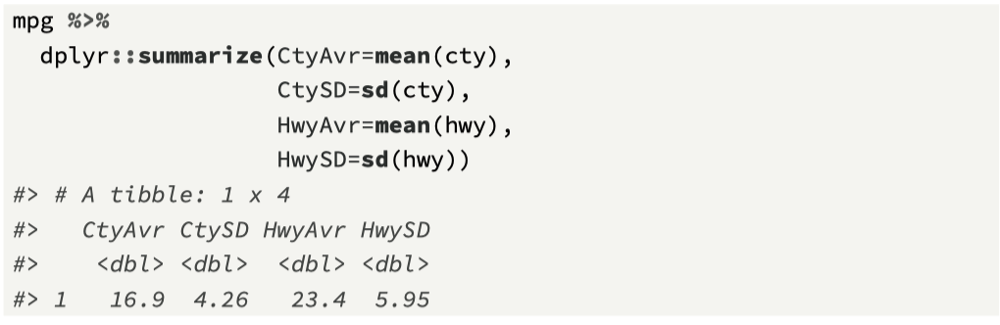 mpg %>%
  dplyr::summarize(CtyAvr=mean(cty),
                   CtySD=sd(cty),
                   HwyAvr=mean(hwy),
                   HwySD=sd(hwy))
#> # A tibble: 1 x 4
#>   CtyAvr CtySD HwyAvr HwySD
#>    <dbl> <dbl>  <dbl> <dbl>
#> 1   16.9  4.26   23.4  5.95